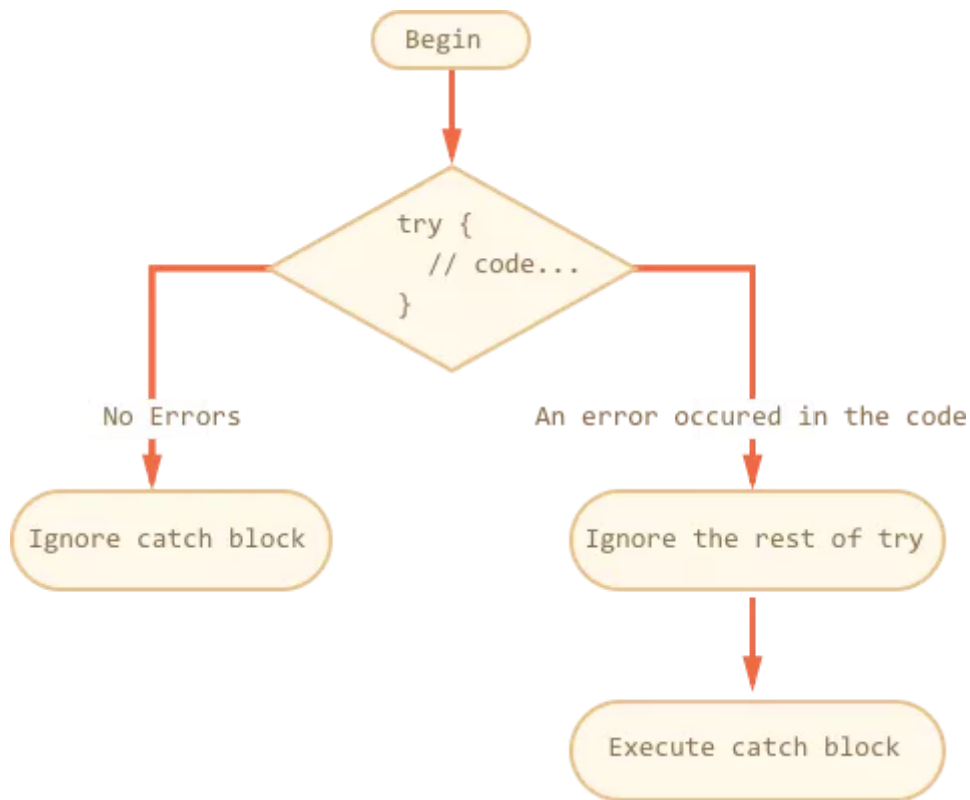 Begin
try {
// code...
}
No Errors
An error occured in the code
Ignore catch block
Ignore the rest of try
Execute catch block